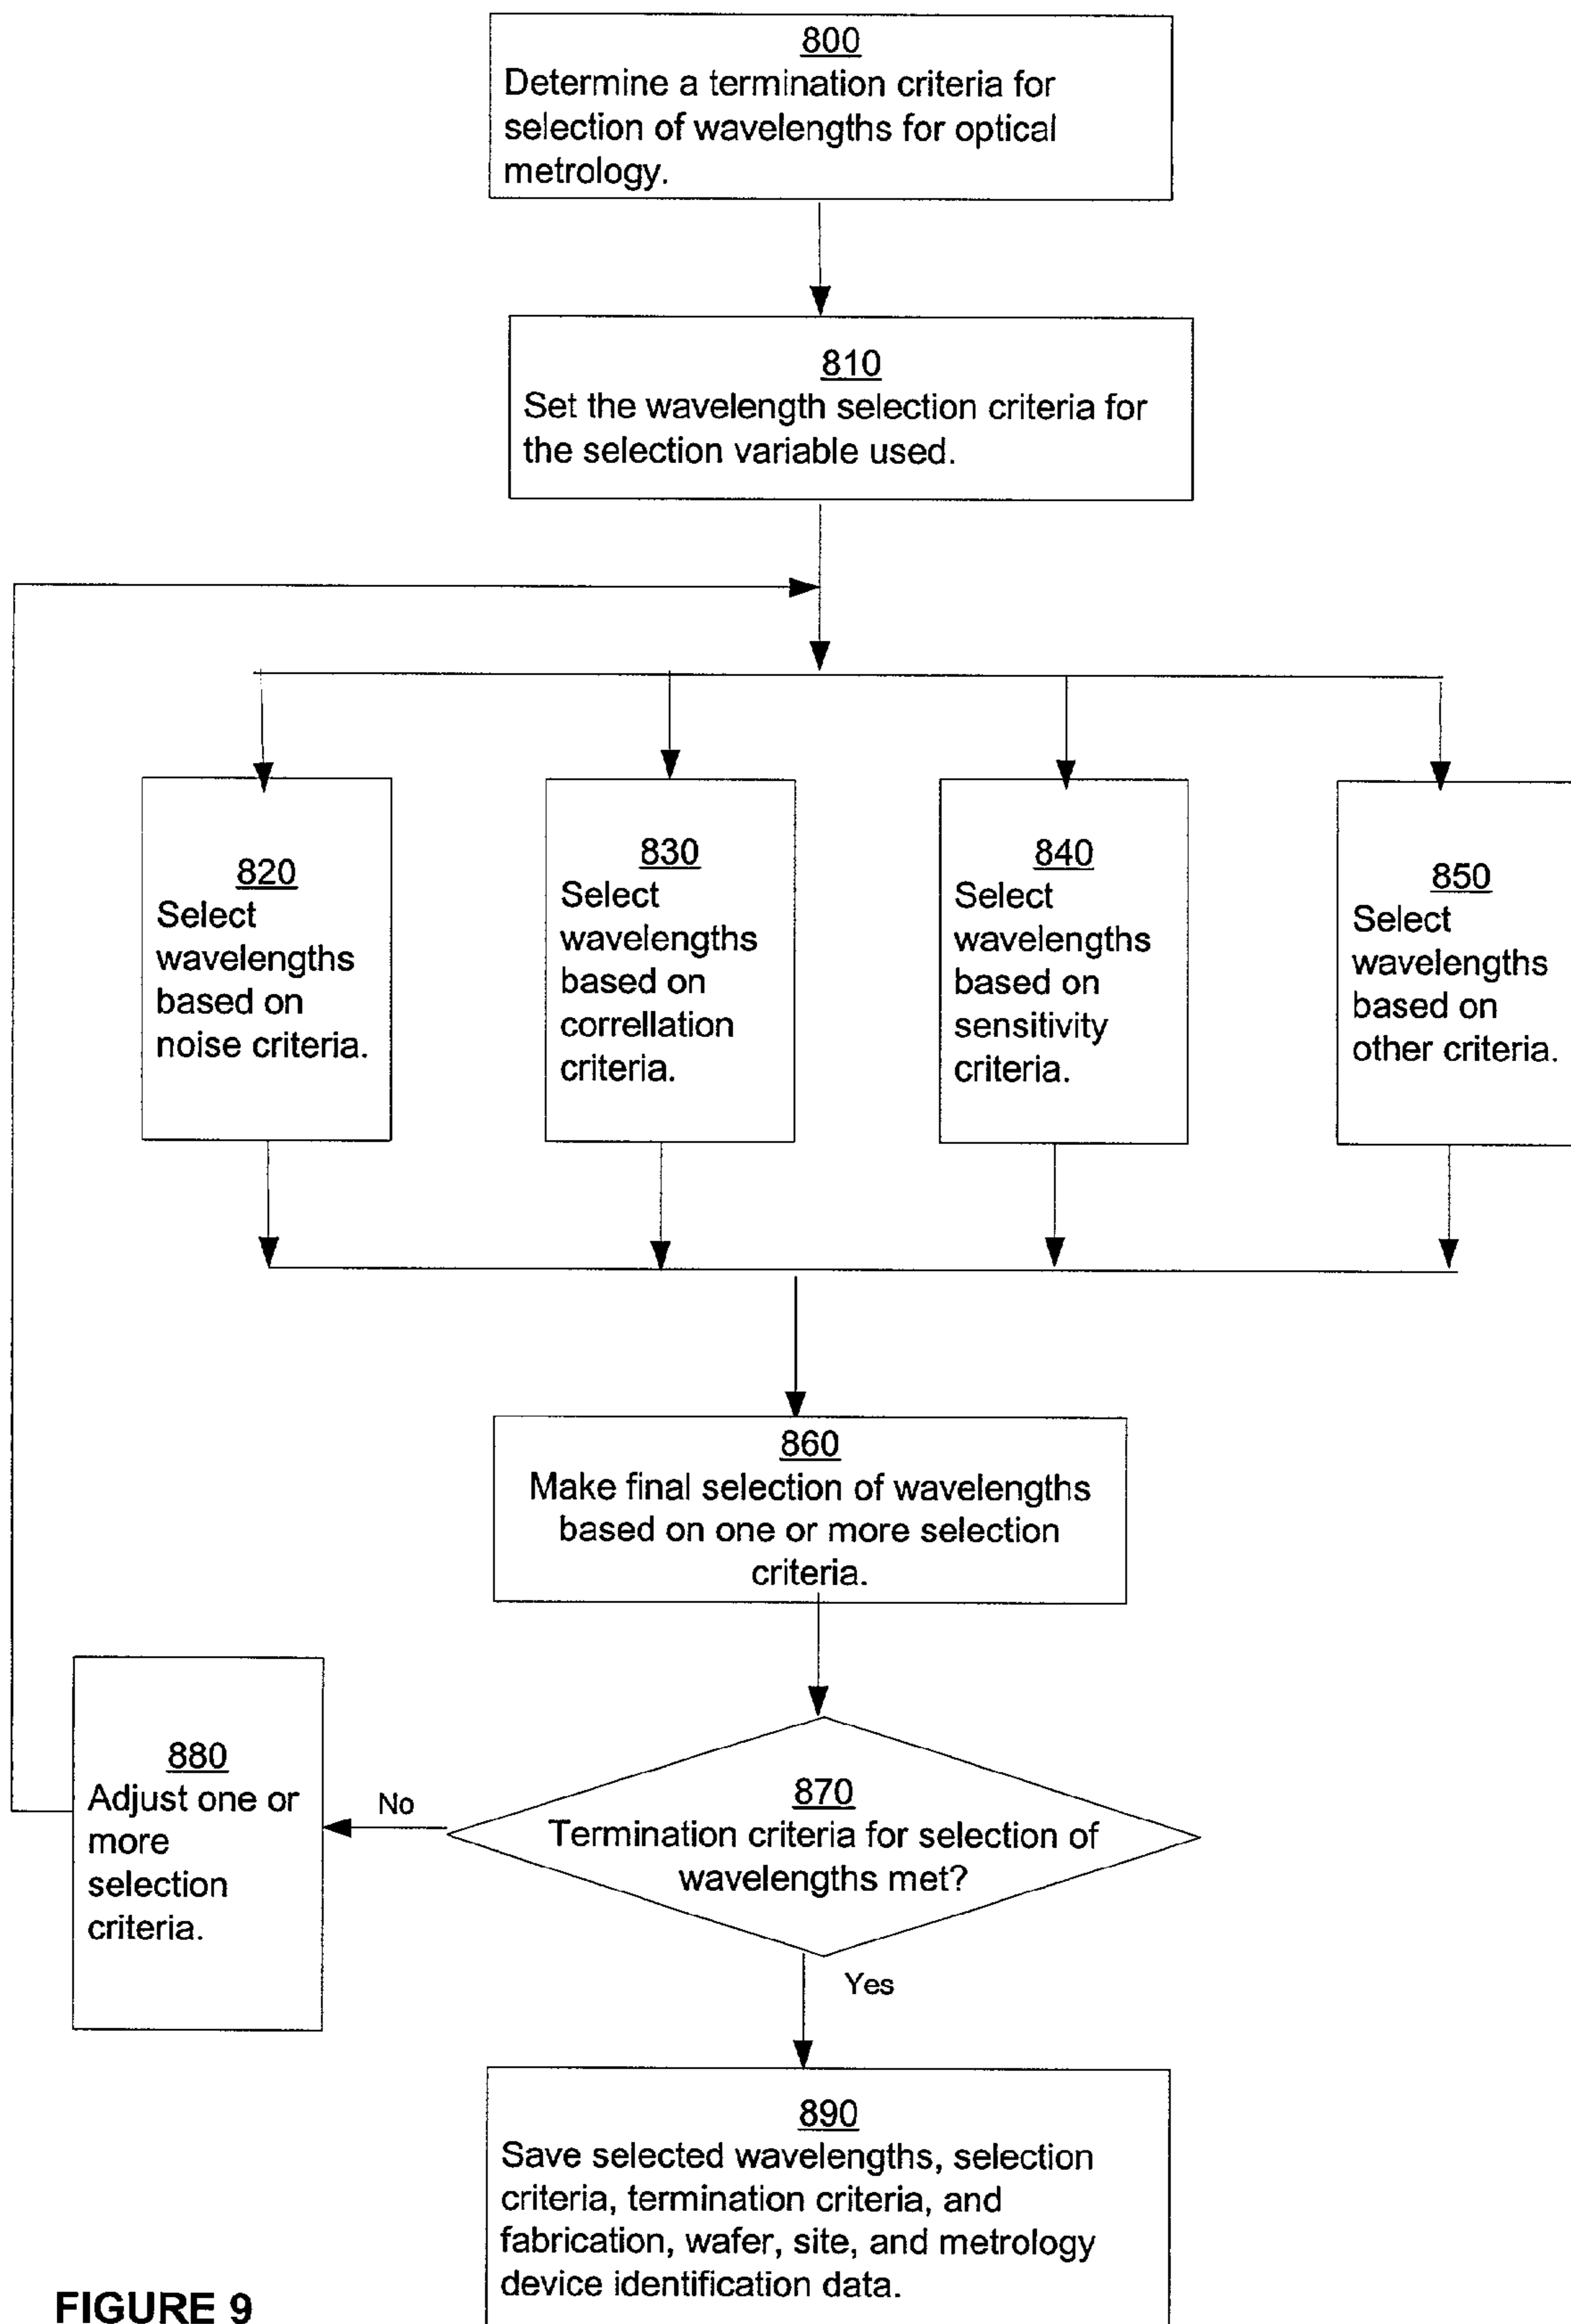 800
Determine a termination criteria for
selection of wavelengths for optical
metrology.
810
Set the wavelength selection criteria for
the selection variable used.
820
Select
wavelengths
based on
noise criteria.
830
Select
wavelengths
based on
correllation
criteria.
840
Select
wavelengths
based on
sensitivity
criteria.
850
Select
wavelengths
based on
other criteria.
860
Make final selection of wavelengths
based on one or more selection
criteria.
870
Termination criteria for selection of
wavelengths met?
No
880
Adjust one or
more
selection
criteria.
Yes
890
Save selected wavelengths, selection
criteria, termination criteria, and
fabrication, wafer, site, and metrology
device identification data.
FIGURE 9